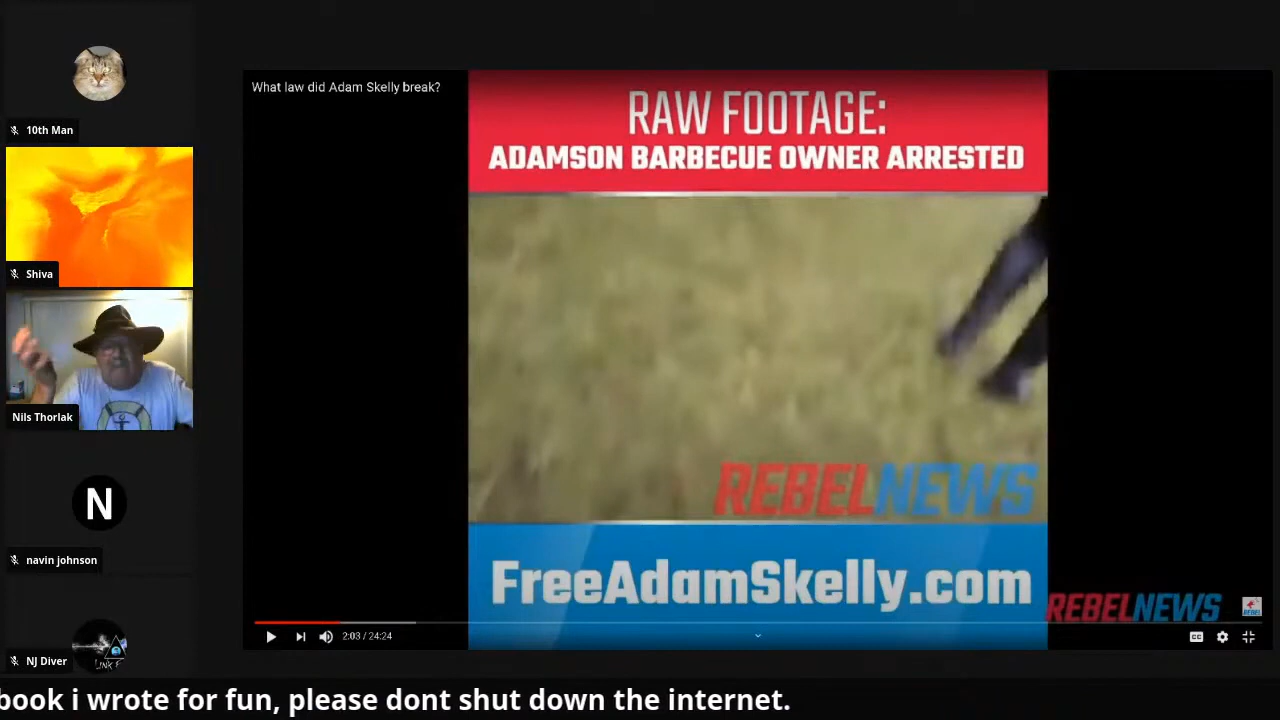 10th Man
Shiva
Nils Thorlak
N
navin johnson
NJ Diver
What law did Adam Skelly break?
RAW FOOTAGE:
ADAMSON BARBECUE OWNER ARRESTED
REBELNEWS
FreeAdamSkelly.com
REBELNEWS
2:03 / 24:24
CC
book i wrote for fun, please dont shut down the internet.